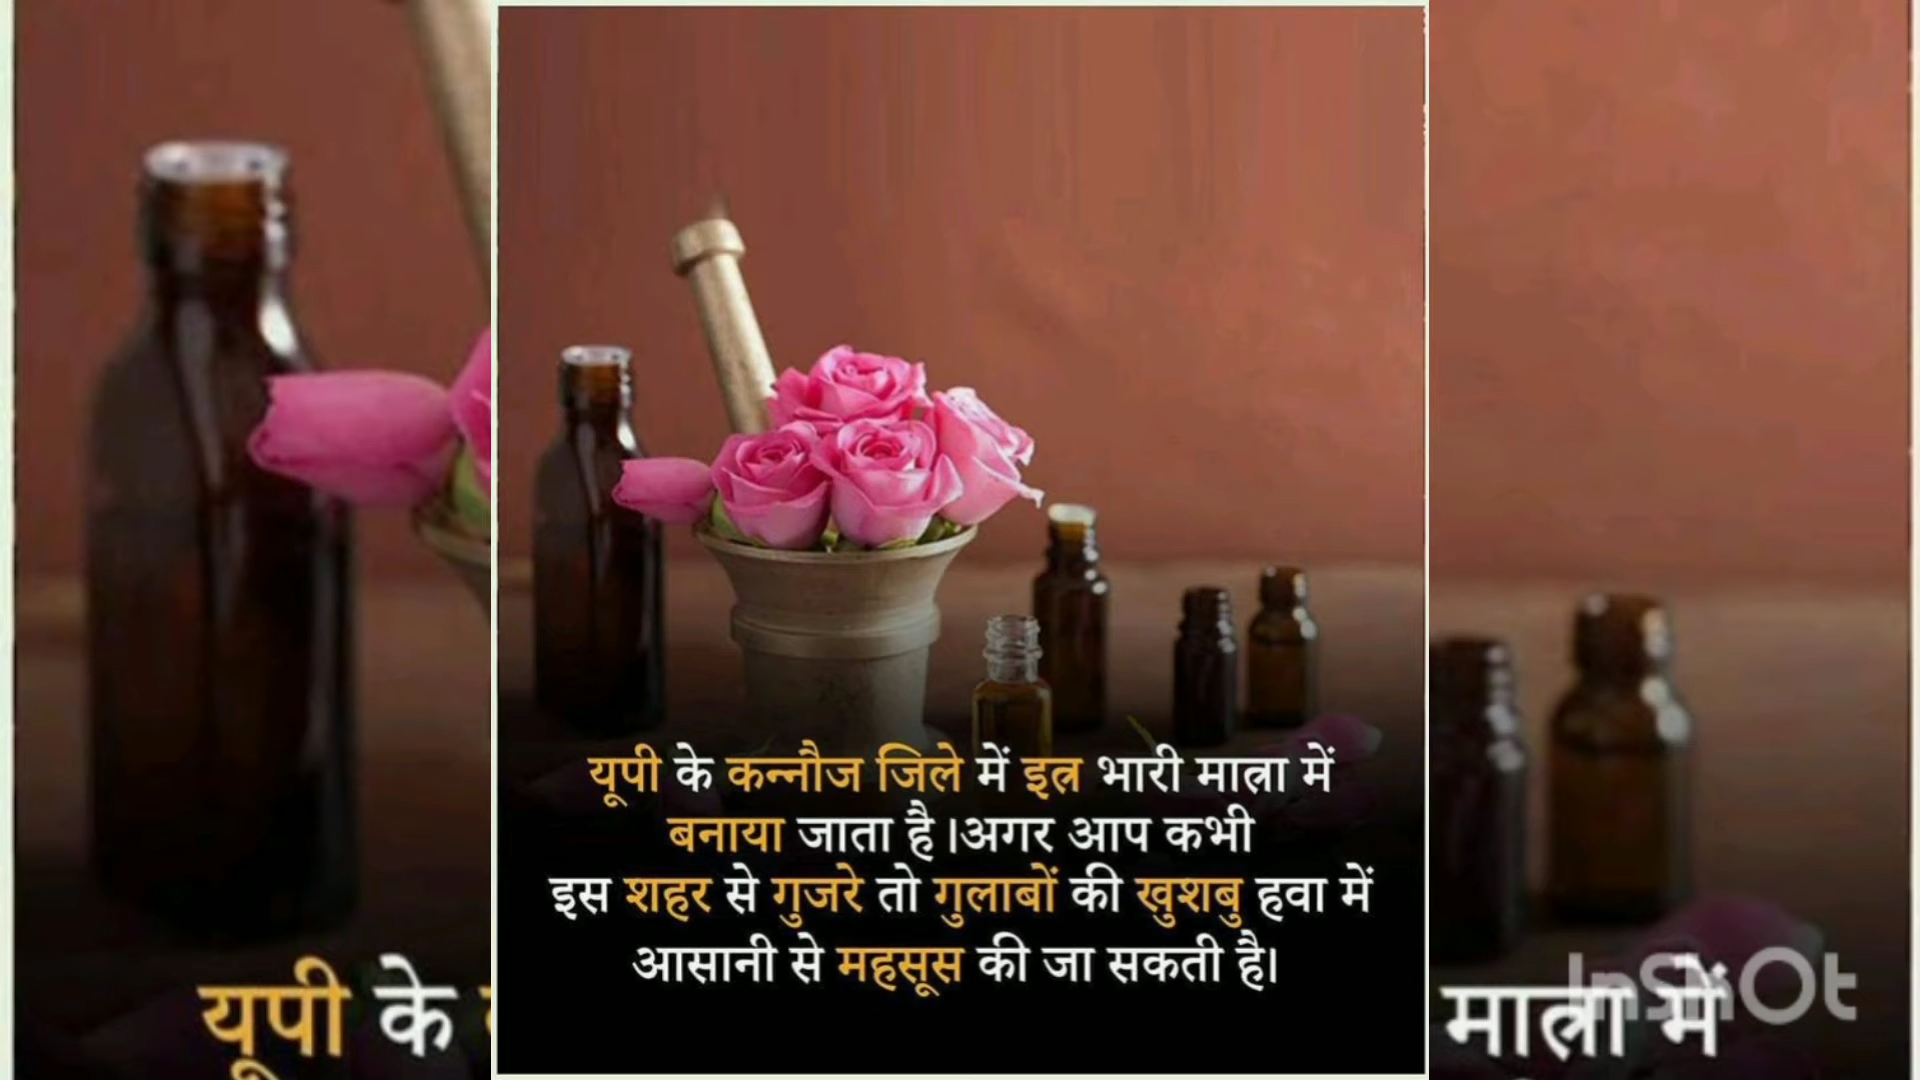 यूपी के कन्नौज जिले में इत्र भारी मात्रा में
बनाया जाता है ।अगर आप कभी
इस शहर से गुजरे तो गुलाबों की खुशबु हवा में
आसानी से महसूस की जा सकती है।
यूपी के
मात्रा में
InShOt